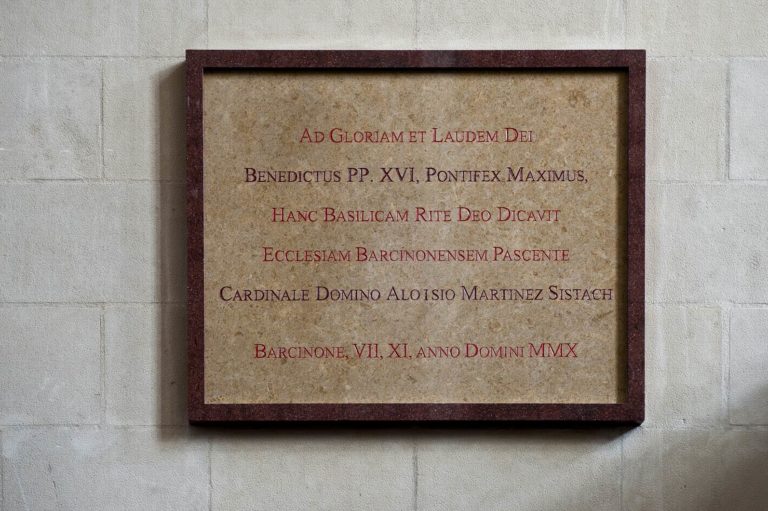 Ad Gloriam et Laudem Dei
Benedictus PP. XVI, Pontifex Maximus,
Hanc Basilicam Rite Deo Dicavit
Ecclesiam Barcinonensem Pascente
Cardinale Domino Aloisio Martinez Sistach
Barcinone, VII, XI, anno Domini MMX